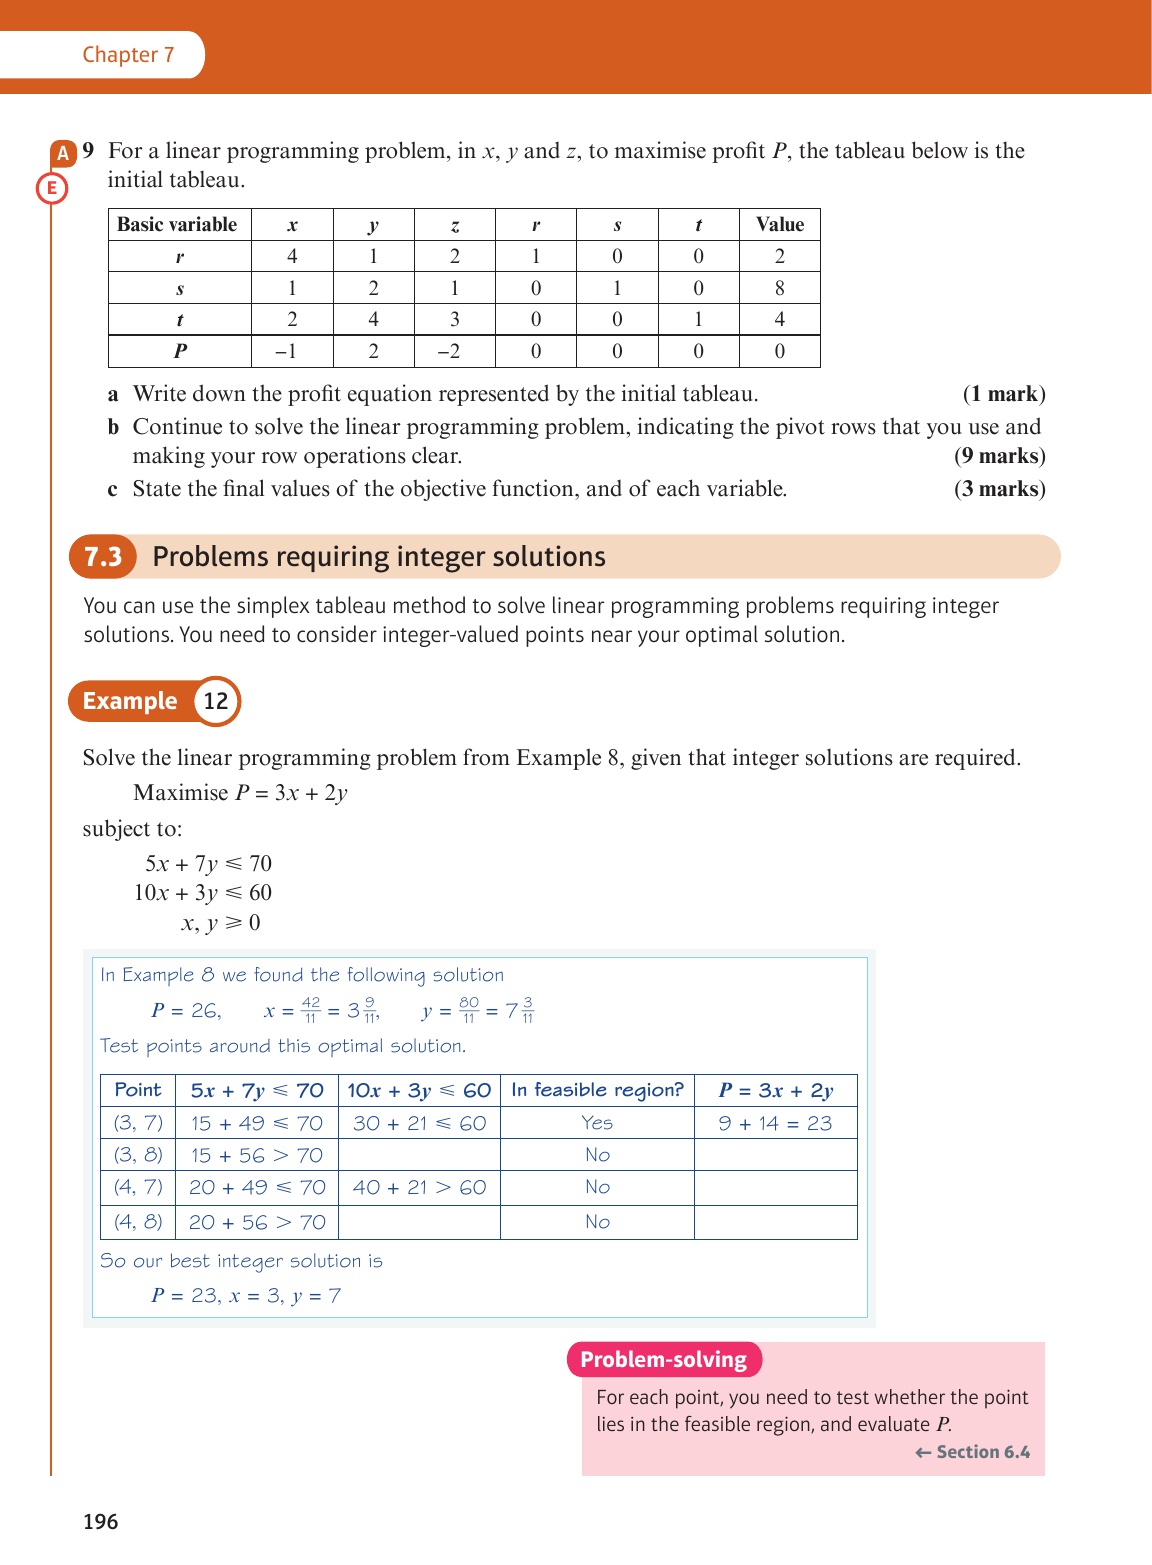 Chapter 7
A
E
9 For a linear programming problem, in x, y and z, to maximise profit P, the tableau below is the
initial tableau.
Basic variable x y z r s t Value
r 4 1 2 1 0 0 2
s 1 2 1 0 1 0 8
t 2 4 3 0 0 1 4
P −1 2 −2 0 0 0 0
a Write down the profit equation represented by the initial tableau. (1 mark)
b Continue to solve the linear programming problem, indicating the pivot rows that you use and
making your row operations clear. (9 marks)
c State the final values of the objective function, and of each variable. (3 marks)
7.3 Problems requiring integer solutions
You can use the simplex tableau method to solve linear programming problems requiring integer
solutions. You need to consider integer-valued points near your optimal solution.
Example 12
Solve the linear programming problem from Example 8, given that integer solutions are required.
Maximise P = 3x + 2y
subject to:
5x + 7y ⩽ 70
10x + 3y ⩽ 60
x, y ⩾ 0
In Example 8 we found the following solution
P = 26, x = 42/11 = 3 9/11, y = 80/11 = 7 3/11
Test points around this optimal solution.
Point 5x + 7y ⩽ 70 10x + 3y ⩽ 60 In feasible region? P = 3x + 2y
(3, 7) 15 + 49 ⩽ 70 30 + 21 ⩽ 60 Yes 9 + 14 = 23
(3, 8) 15 + 56 > 70 No
(4, 7) 20 + 49 ⩽ 70 40 + 21 > 60 No
(4, 8) 20 + 56 > 70 No
So our best integer solution is
P = 23, x = 3, y = 7
Problem-solving
For each point, you need to test whether the point
lies in the feasible region, and evaluate P.
← Section 6.4
196